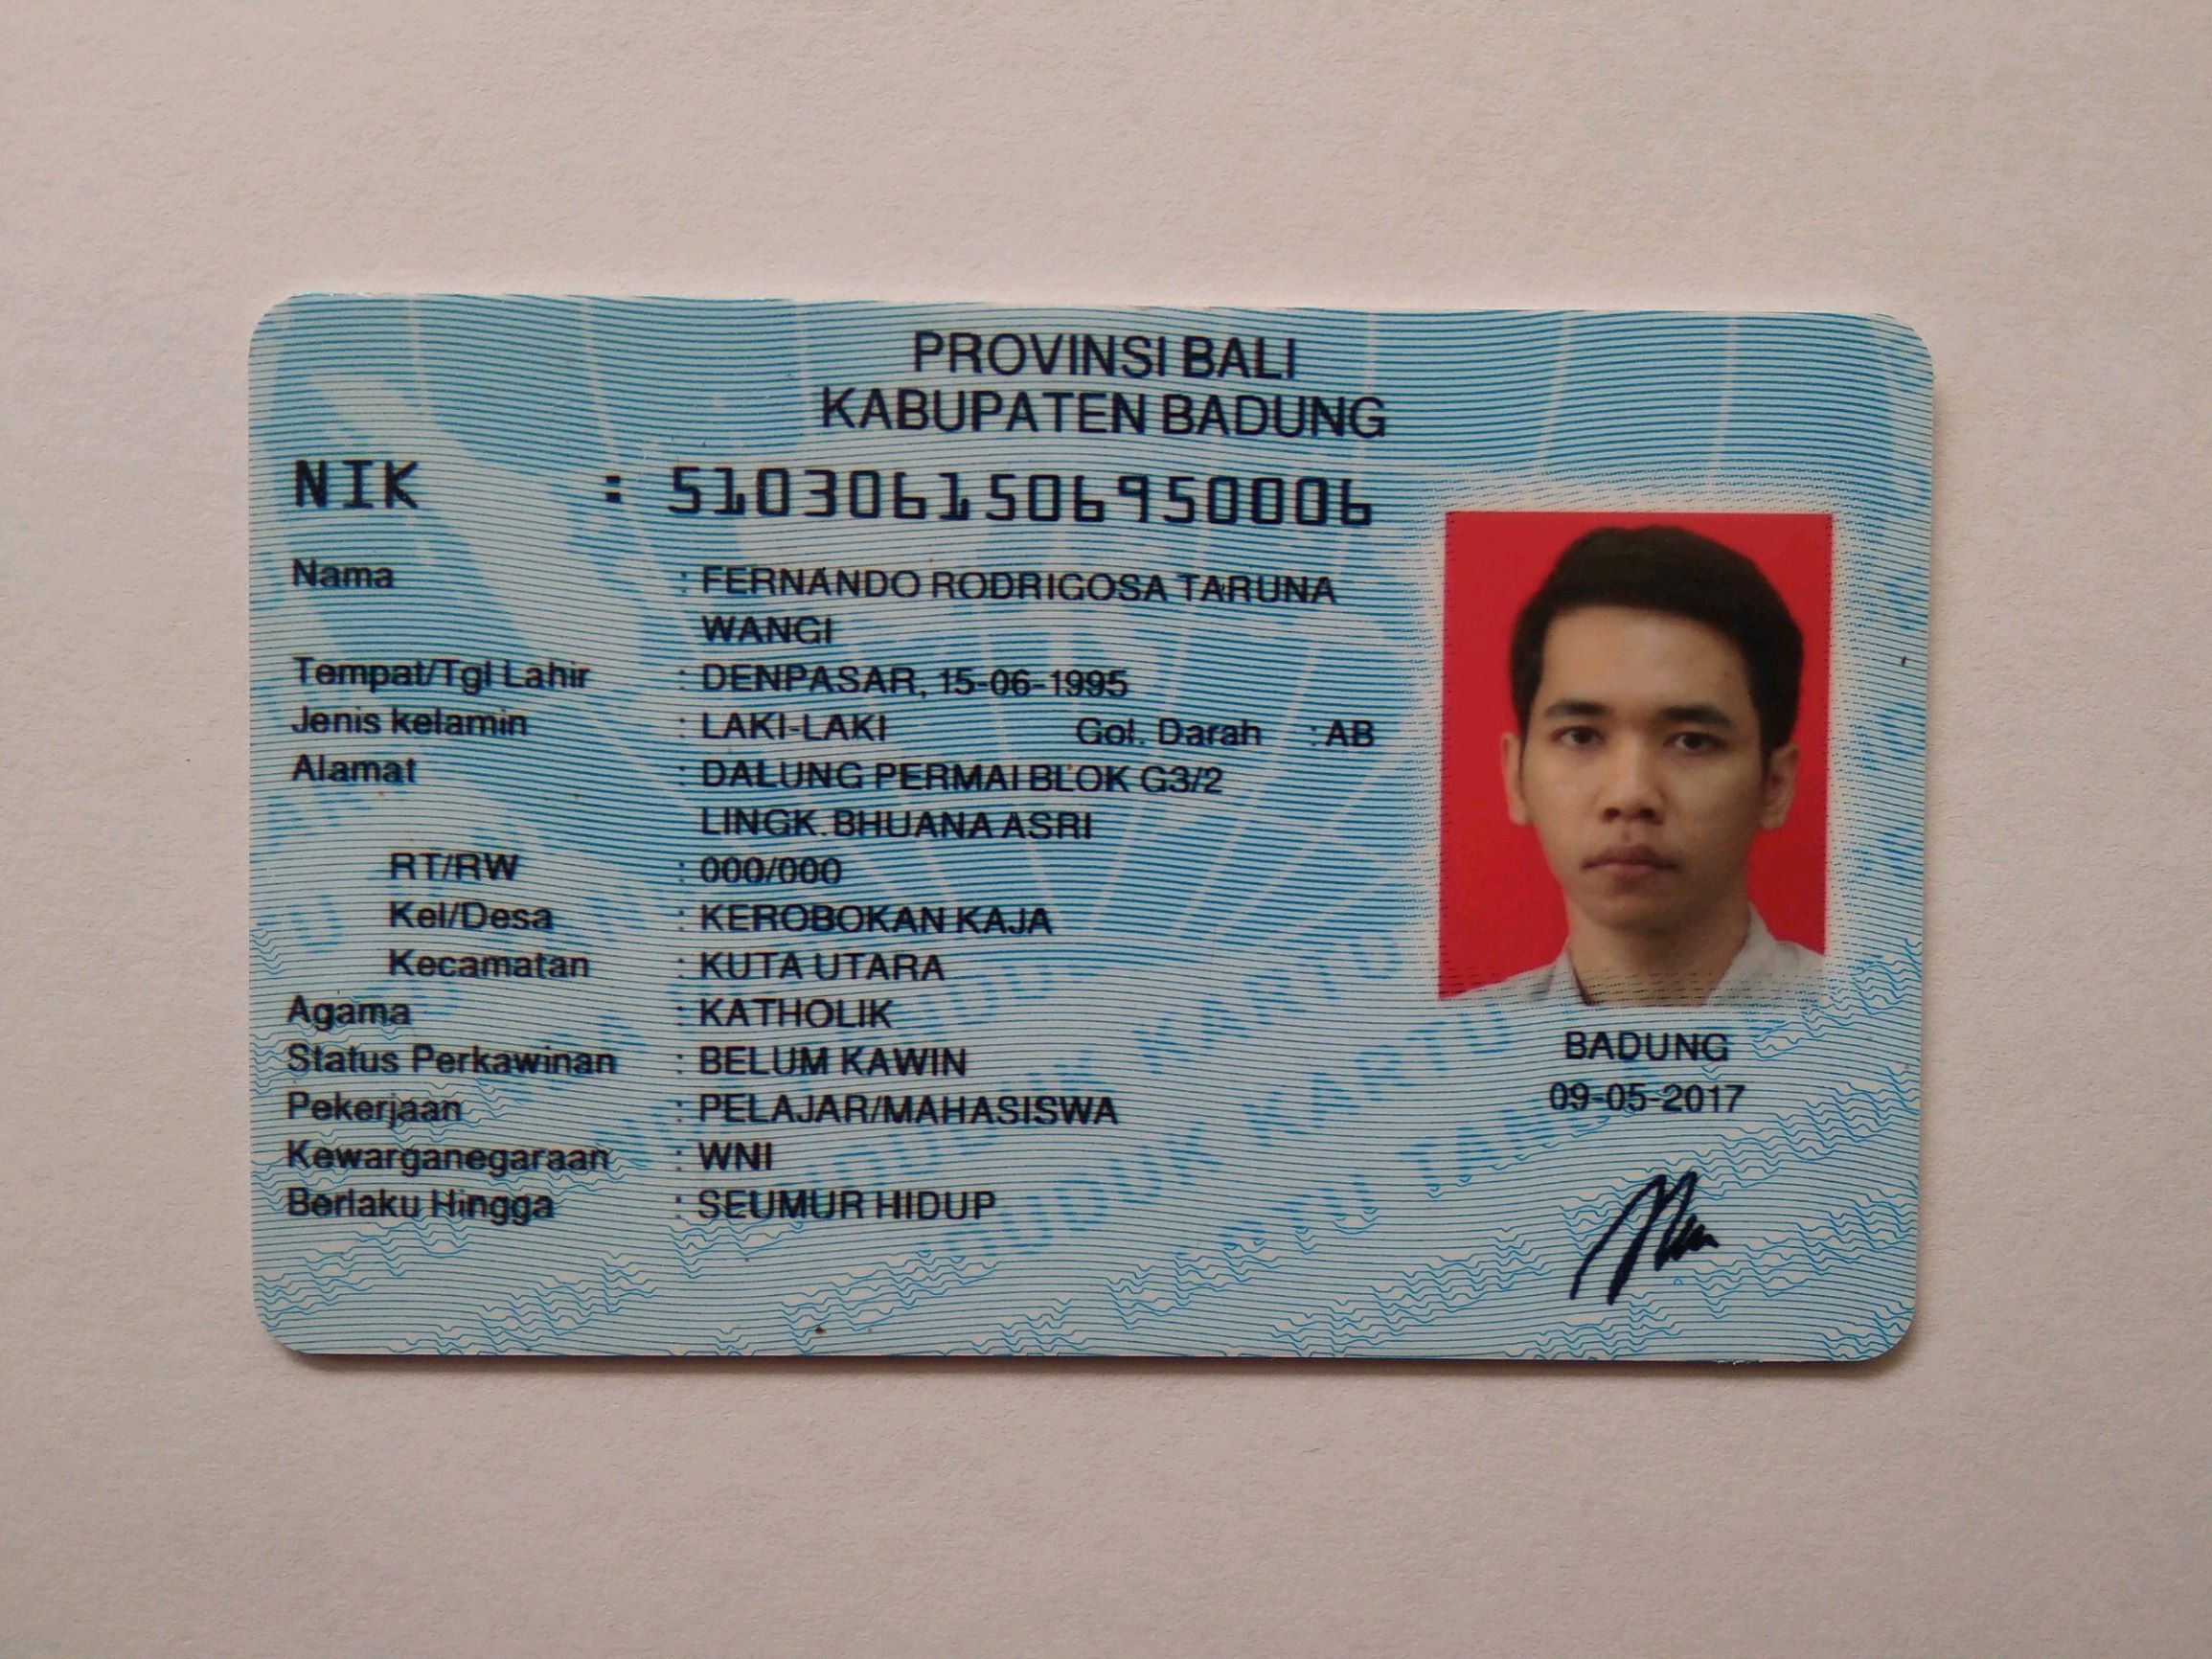 PROVINSI BALI
KABUPATEN BADUNG
NIK : 5103061506950006
Nama : FERNANDO RODRIGOSA TARUNA
WANGI
Tempat/Tgl Lahir : DENPASAR, 15-06-1995
Jenis kelamin : LAKI-LAKI Gol. Darah : AB
Alamat : DALUNG PERMAI BLOK G3/2
LINGK. BHUANA ASRI
RT/RW : 000/000
Kel/Desa : KEROBOKAN KAJA
Kecamatan : KUTA UTARA
Agama : KATHOLIK
Status Perkawinan : BELUM KAWIN
Pekerjaan : PELAJAR/MAHASISWA
Kewarganegaraan : WNI
Berlaku Hingga : SEUMUR HIDUP
BADUNG
09-05-2017